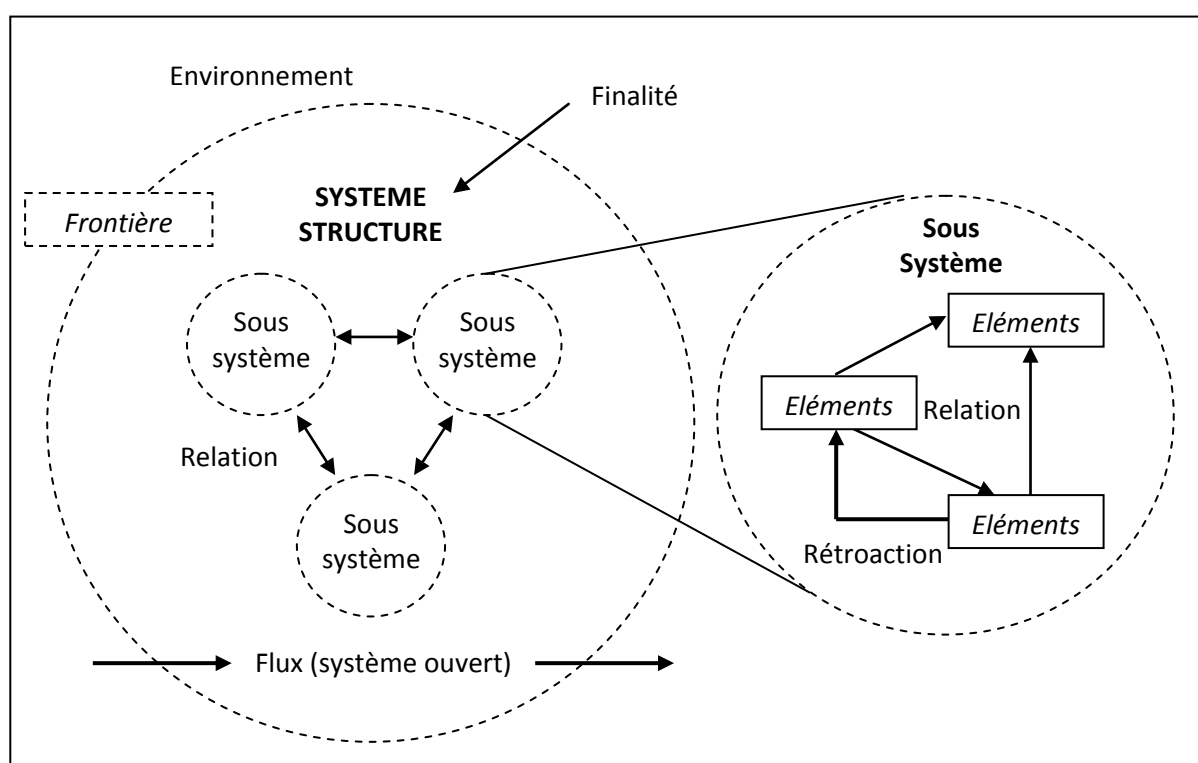 Environnement
Finalité
SYSTEME
STRUCTURE
Frontière
Sous
système
Sous
système
Relation
Sous
système
Flux (système ouvert)
Sous
Système
Eléments
Eléments
Relation
Eléments
Rétroaction